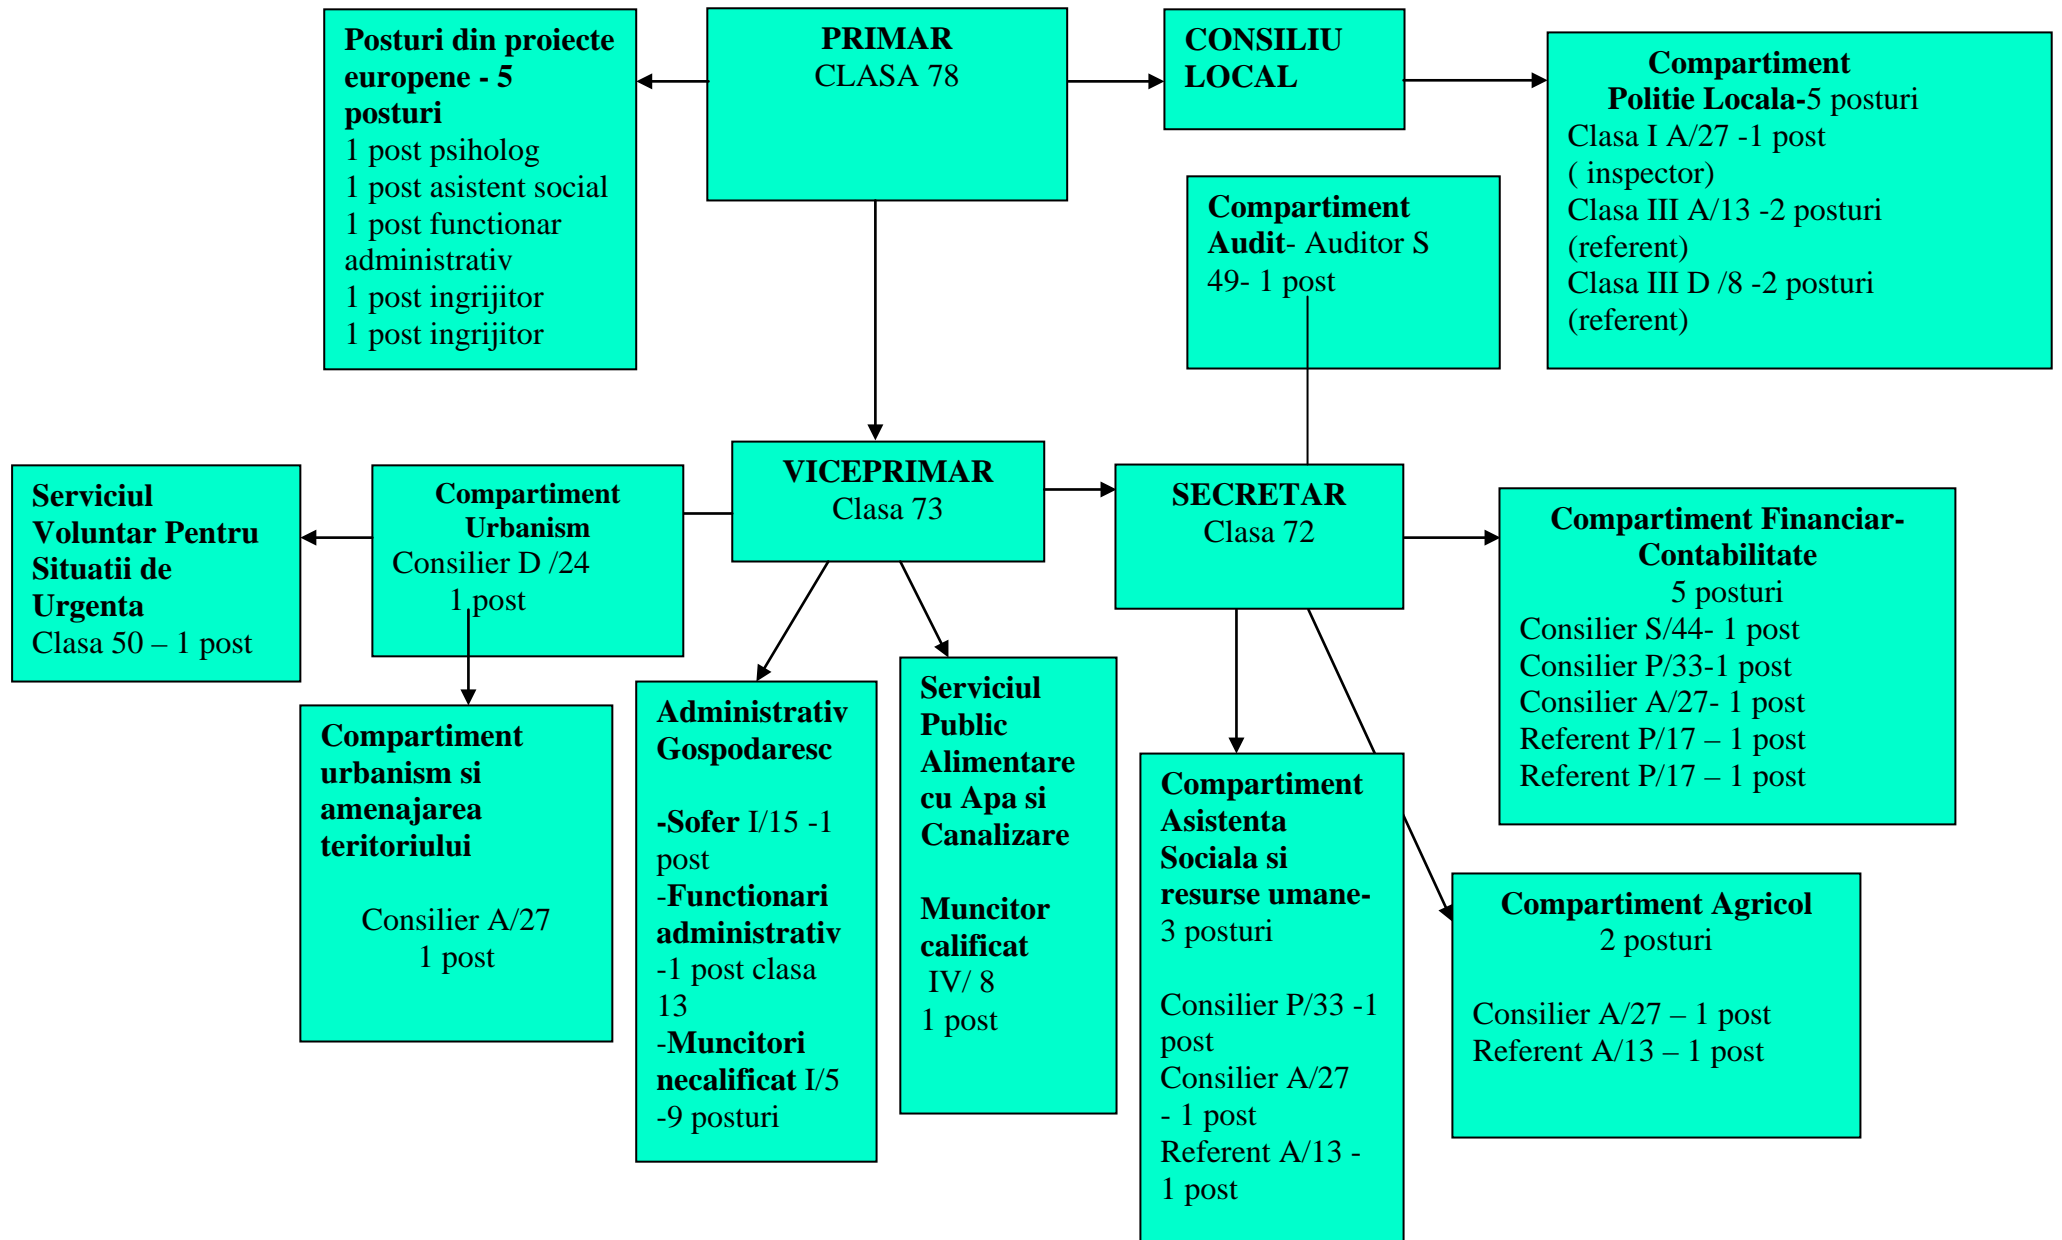 Posturi din proiecte
europene - 5
posturi
1 post psiholog
1 post asistent social
1 post functionar
administrativ
1 post ingrijitor
1 post ingrijitor
PRIMAR
CLASA 78
CONSILIU
LOCAL
Compartiment
Politie Locala-5 posturi
Clasa I A/27 -1 post
( inspector)
Clasa III A/13 -2 posturi
(referent)
Clasa III D /8 -2 posturi
(referent)
Compartiment
Audit- Auditor S
49- 1 post
Serviciul
Voluntar Pentru
Situatii de
Urgenta
Clasa 50 – 1 post
Compartiment
Urbanism
Consilier D /24
1 post
VICEPRIMAR
Clasa 73
SECRETAR
Clasa 72
Compartiment Financiar-
Contabilitate
5 posturi
Consilier S/44- 1 post
Consilier P/33-1 post
Consilier A/27- 1 post
Referent P/17 – 1 post
Referent P/17 – 1 post
Compartiment
urbanism si
amenajarea
teritoriului
Consilier A/27
1 post
Administrativ
Gospodaresc
-Sofer I/15 -1
post
-Functionari
administrativ
-1 post clasa
13
-Muncitori
necalificat I/5
-9 posturi
Serviciul
Public
Alimentare
cu Apa si
Canalizare
Muncitor
calificat
IV/ 8
1 post
Compartiment
Asistenta
Sociala si
resurse umane-
3 posturi
Consilier P/33 -1
post
Consilier A/27
- 1 post
Referent A/13 -
1 post
Compartiment Agricol
2 posturi
Consilier A/27 – 1 post
Referent A/13 – 1 post